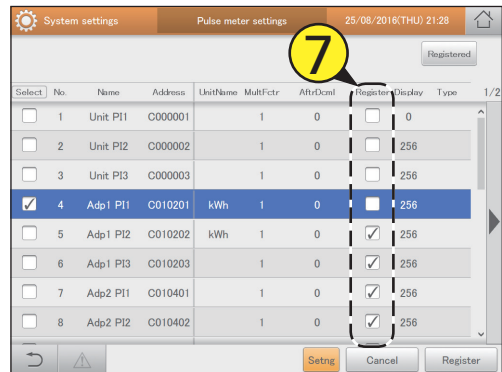 System settings Pulse meter settings 25/08/2016(THU) 21:28
7
Registered
Select No. Name Address UnitName MultFctr AftrDcml Register Display Type 1/2
1 Unit PI1 C000001 1 0 0
2 Unit PI2 C000002 1 0 256
3 Unit PI3 C000003 1 0 256
4 Adp1 PI1 C010201 kWh 1 0 256
5 Adp1 PI2 C010202 kWh 1 0 256
6 Adp1 PI3 C010203 1 0 256
7 Adp2 PI1 C010401 1 0 256
8 Adp2 PI2 C010402 1 0 256
Setng Cancel Register